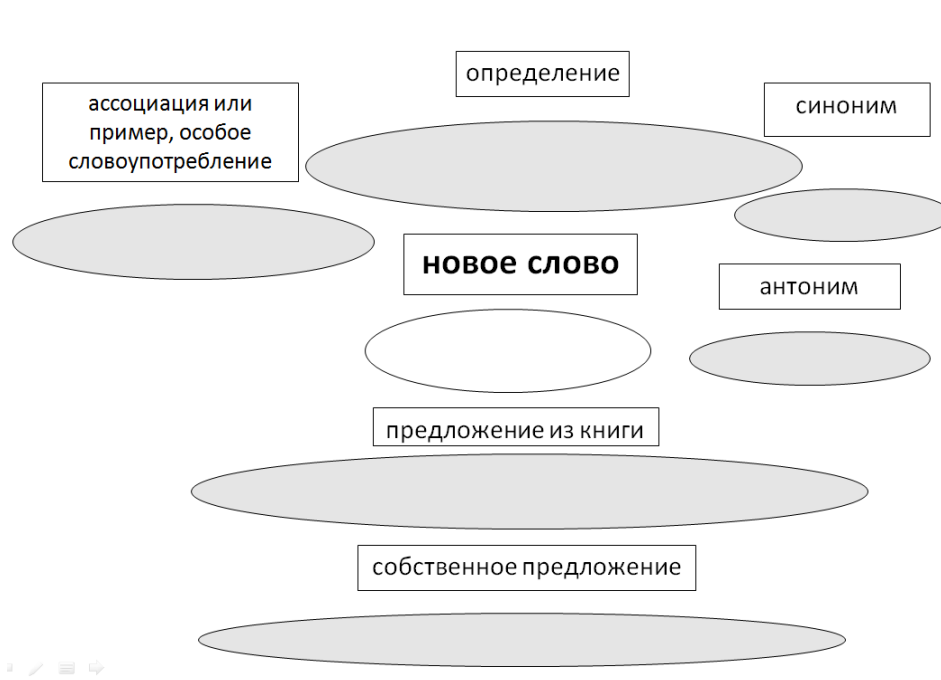 определение
ассоциация или
пример, особое
словоупотребление
синоним
новое слово
антоним
предложение из книги
собственное предложение